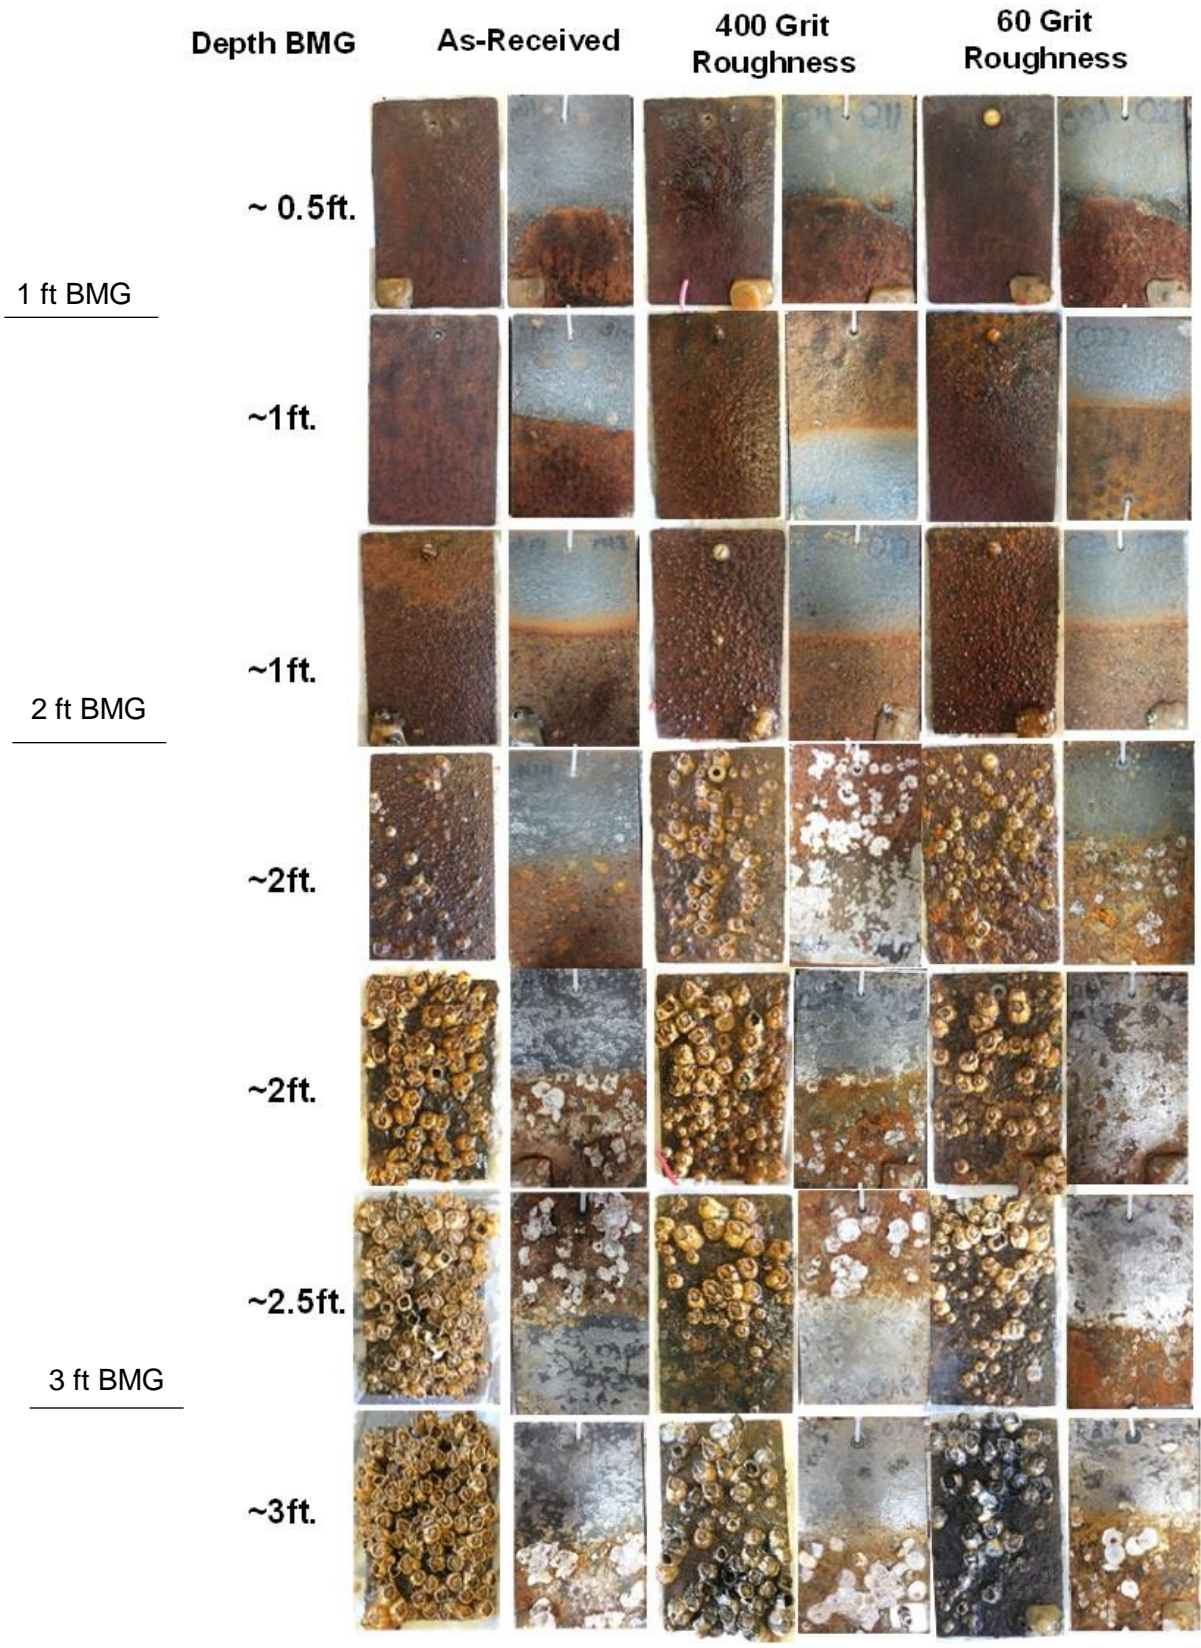 Depth BMG
As-Received
400 Grit
Roughness
60 Grit
Roughness
~ 0.5ft.
1 ft BMG
~1ft.
~1ft.
2 ft BMG
~2ft.
~2ft.
~2.5ft.
3 ft BMG
~3ft.